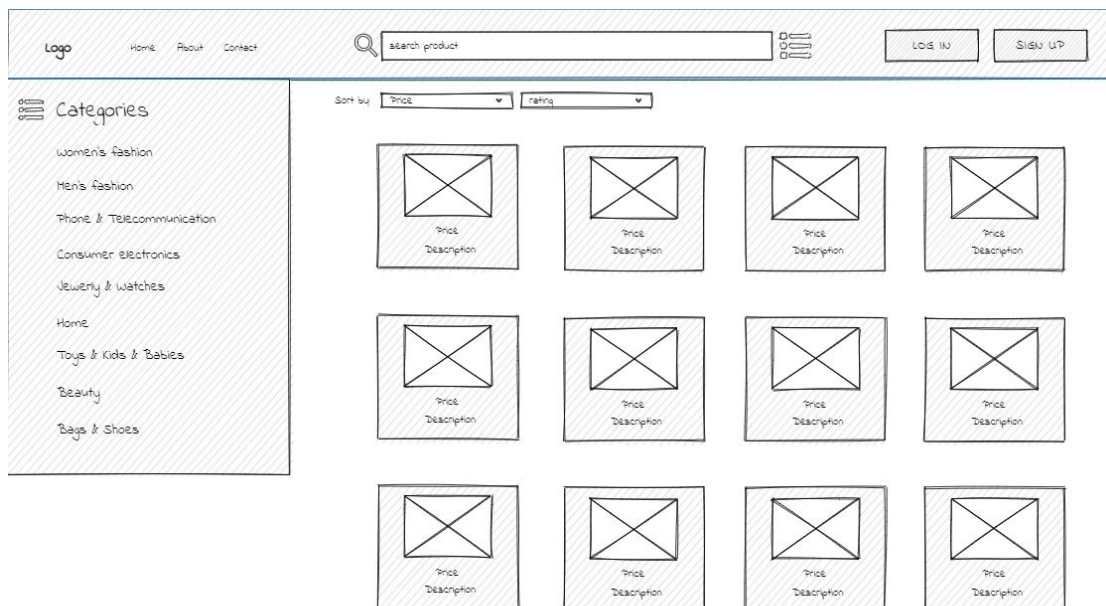 Logo Home About Contact search product LOG IN SIGN UP
Categories
Women's fashion
Men's fashion
Phone & Telecommunication
Consumer electronics
Jewerly & watches
Home
Toys & Kids & Babies
Beauty
Bags & Shoes
Sort by Price rating
Price Price Price Price
Description Description Description Description
Price Price Price Price
Description Description Description Description
Price Price Price Price
Description Description Description Description